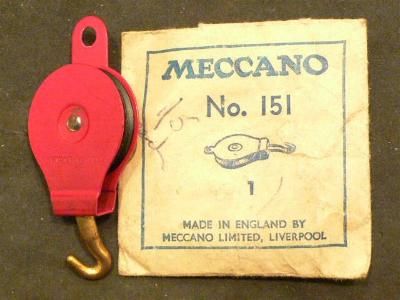 MECCANO
No. 151
1
MADE IN ENGLAND BY
MECCANO LIMITED, LIVERPOOL